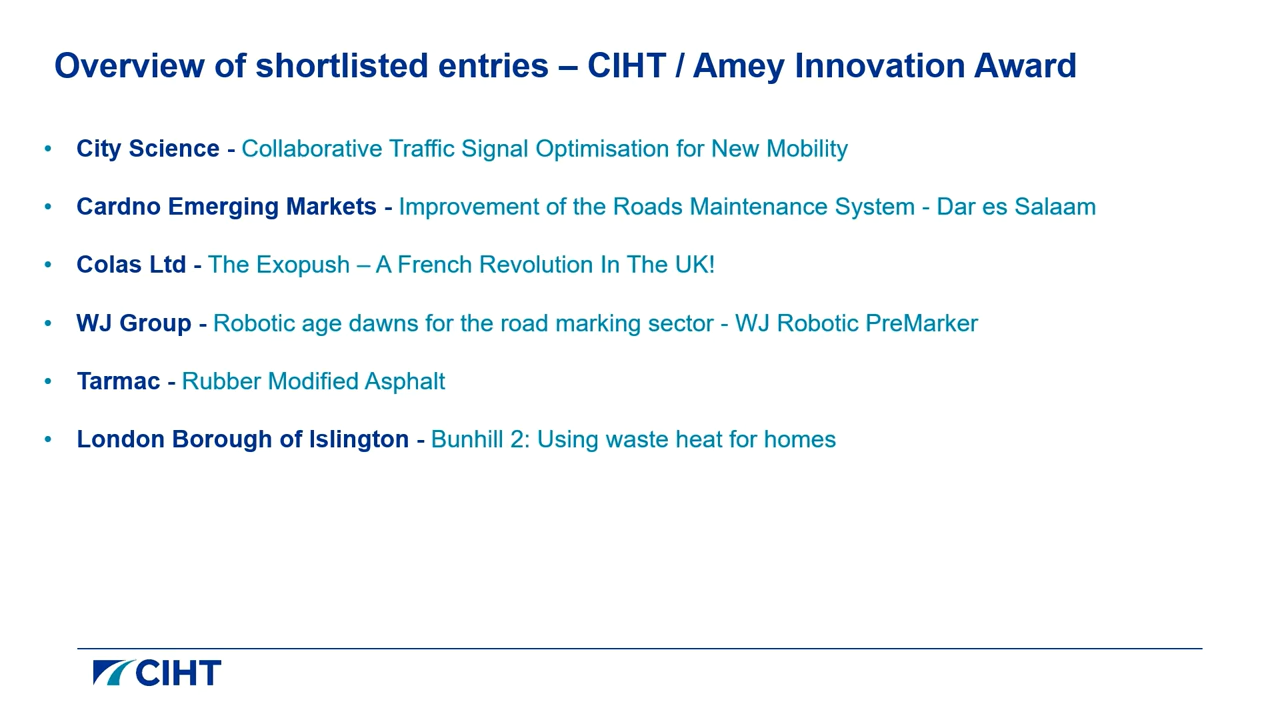 Overview of shortlisted entries – CIHT / Amey Innovation Award
• City Science - Collaborative Traffic Signal Optimisation for New Mobility
• Cardno Emerging Markets - Improvement of the Roads Maintenance System - Dar es Salaam
• Colas Ltd - The Exopush – A French Revolution In The UK!
• WJ Group - Robotic age dawns for the road marking sector - WJ Robotic PreMarker
• Tarmac - Rubber Modified Asphalt
• London Borough of Islington - Bunhill 2: Using waste heat for homes
CIHT